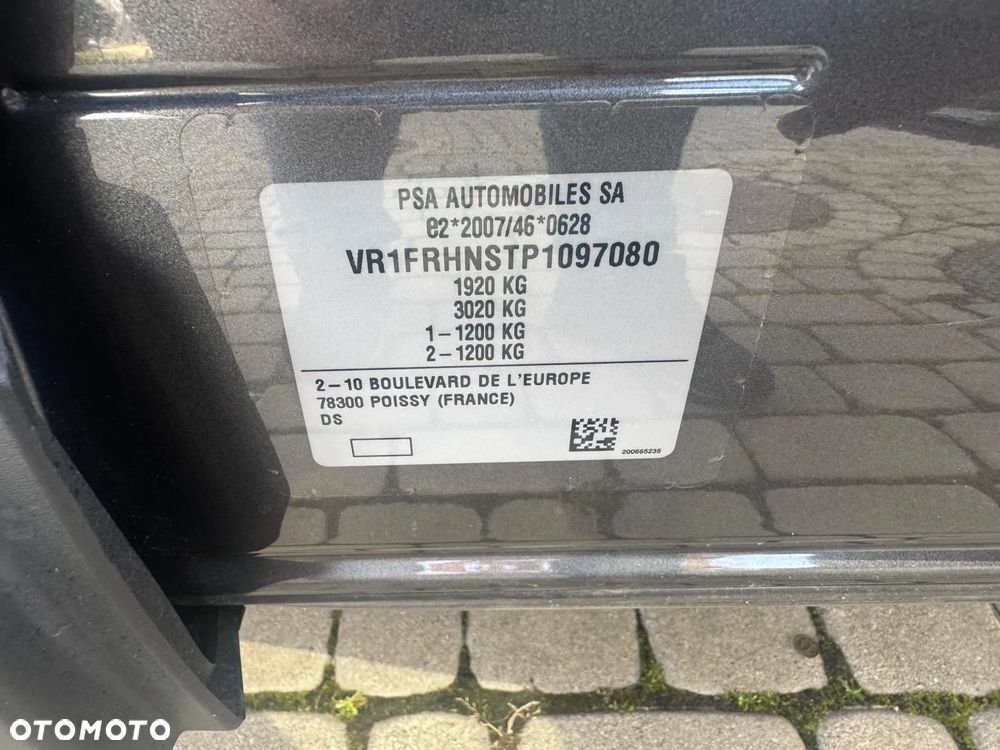 PSA AUTOMOBILES SA
e2*2007/46*0628
VR1FRHNSTP1097080
1920 KG
3020 KG
1-1200 KG
2-1200 KG
2-10 BOULEVARD DE L'EUROPE
78300 POISSY (FRANCE)
DS
200665235
OTOMOTO